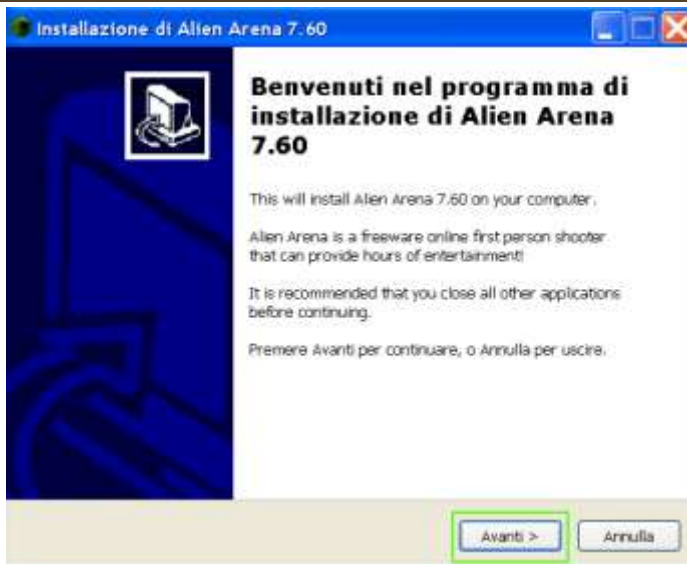 Installazione di Alien Arena 7.60
Benvenuti nel programma di
installazione di Alien Arena
7.60
This will install Alien Arena 7.60 on your computer.
Alien Arena is a freeware online first person shooter
that can provide hours of entertainment!
It is recommended that you close all other applications
before continuing.
Premere Avanti per continuare, o Annulla per uscire.
Avanti >
Annulla